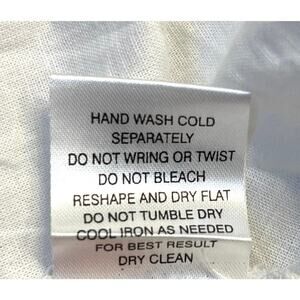 HAND WASH COLD
SEPARATELY
DO NOT WRING OR TWIST
DO NOT BLEACH
RESHAPE AND DRY FLAT
DO NOT TUMBLE DRY
COOL IRON AS NEEDED
FOR BEST RESULT
DRY CLEAN